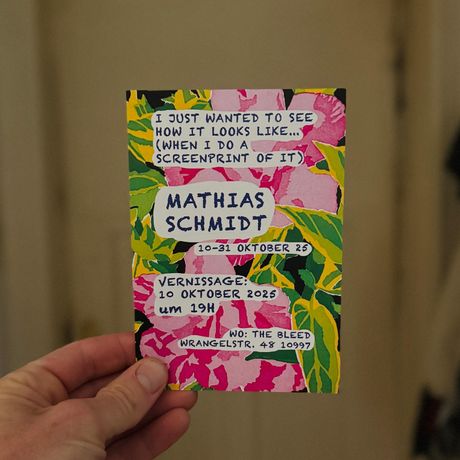 I JUST WANTED TO SEE
HOW IT LOOKS LIKE...
(WHEN I DO A
SCREENPRINT OF IT)
MATHIAS
SCHMIDT
10-31 OKTOBER 25
VERNISSAGE:
10 OKTOBER 2025
um 19H
WO: THE BLEED
WRANGELSTR. 48 10997